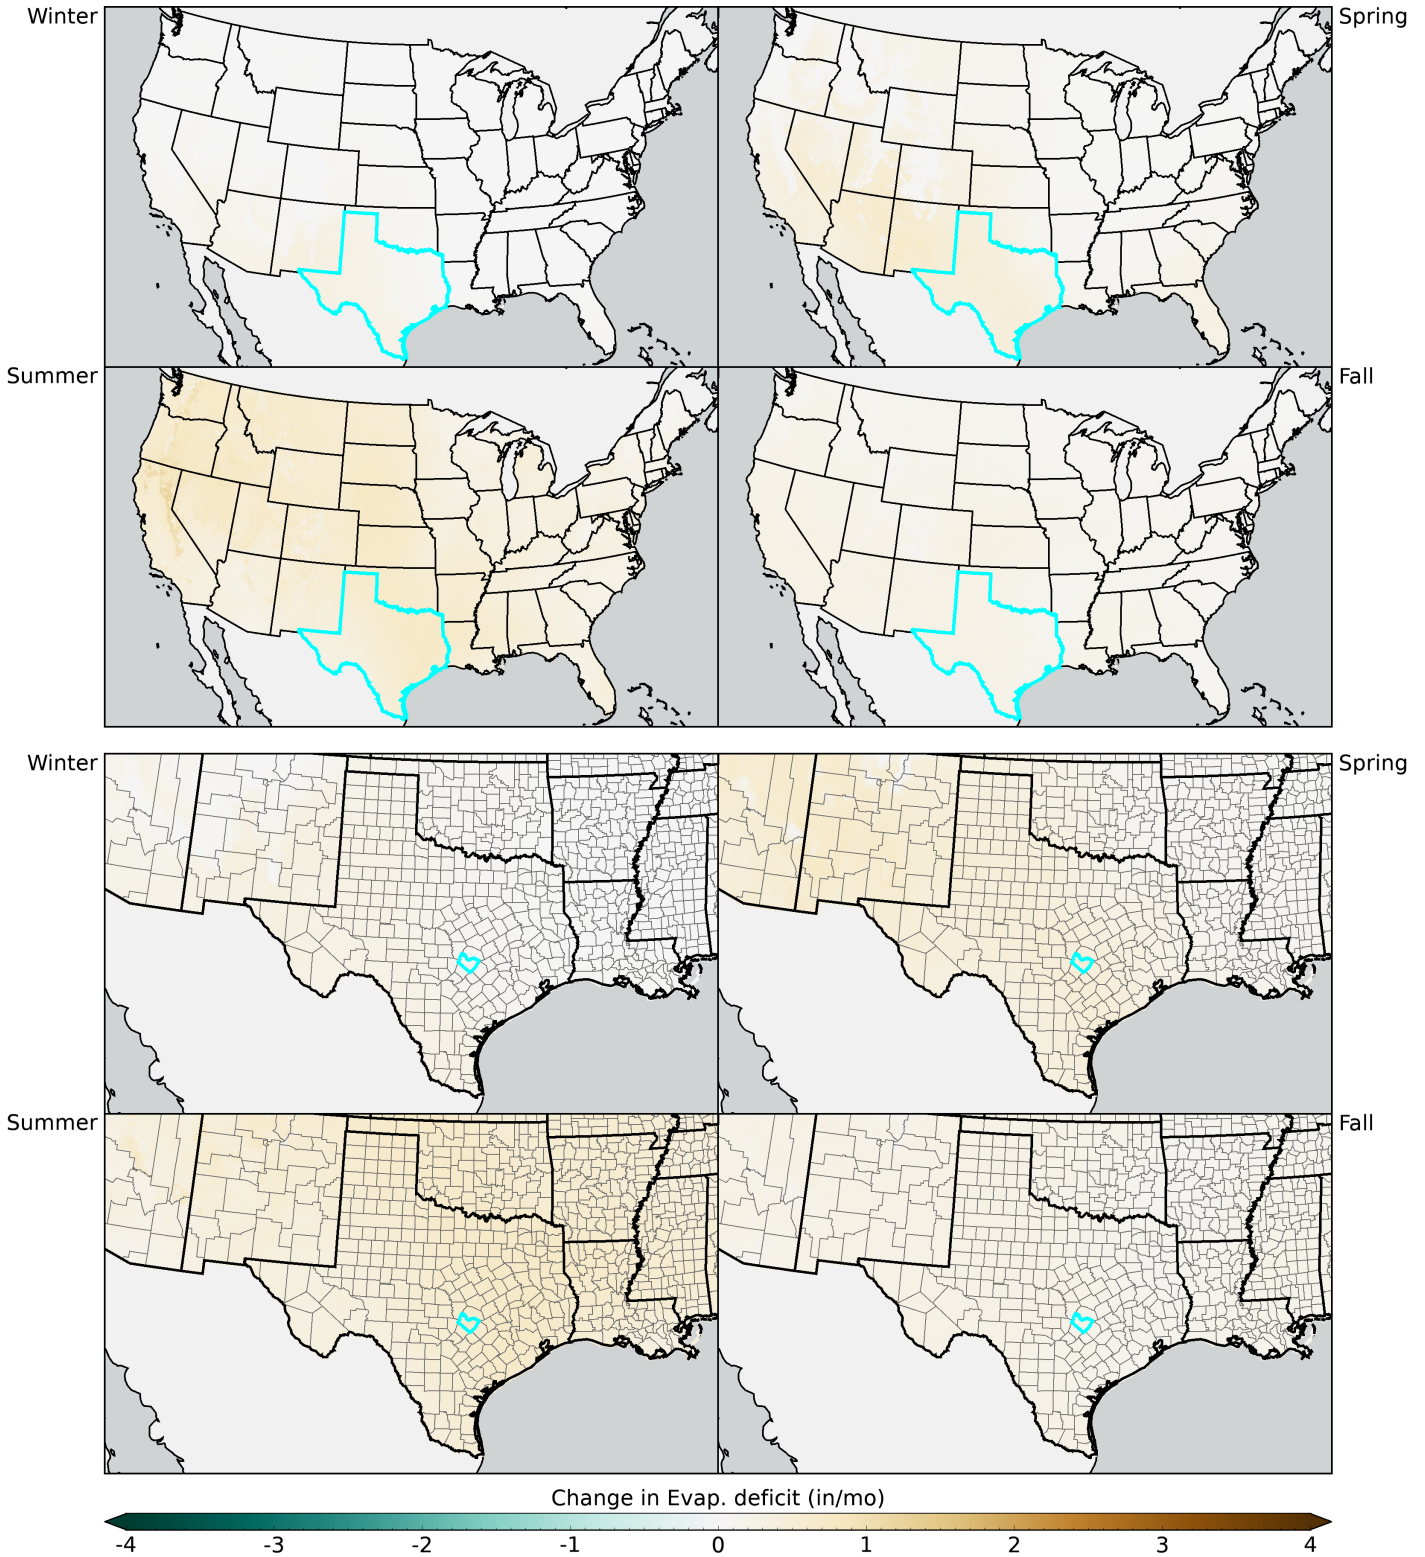 Winter
Spring
Summer
Fall
Winter
Spring
Summer
Fall
Change in Evap. deficit (in/mo)
-4 -3 -2 -1 0 1 2 3 4